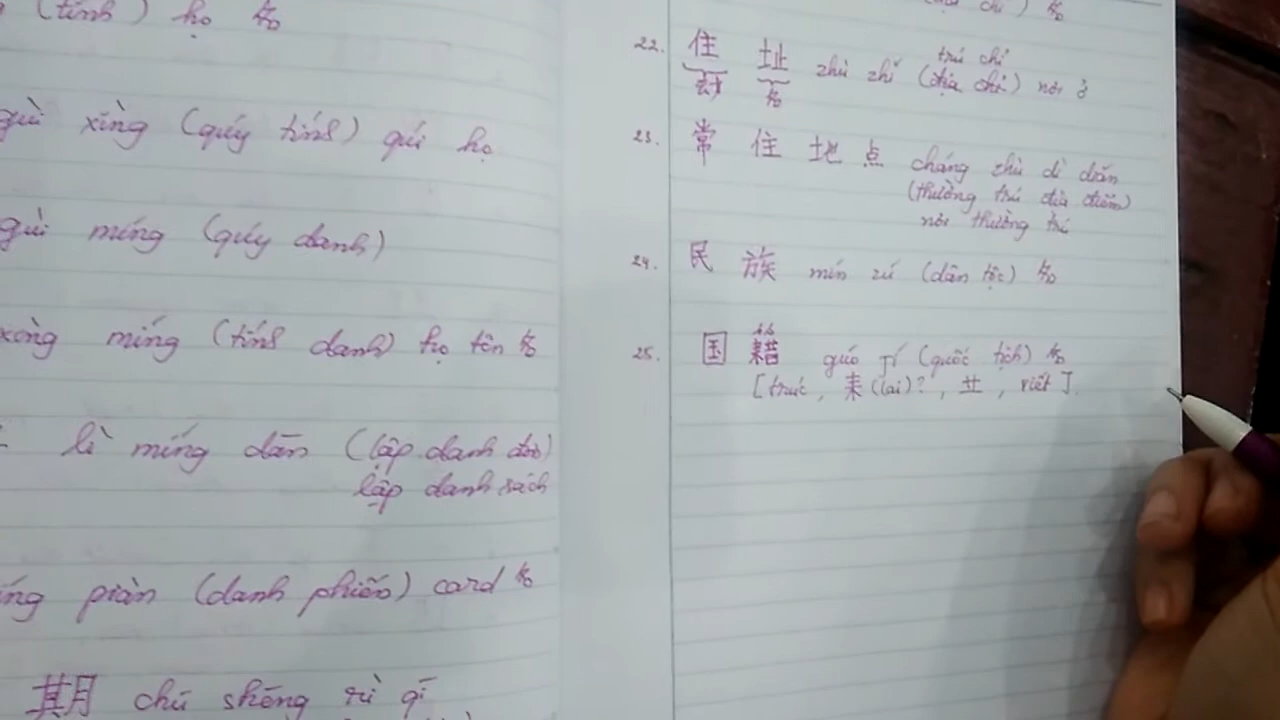 (tính) họ
guì xìng (quý tính) quí họ
guì míng (quý danh)
xìng míng (tính danh) họ tên
lì míng dān (lập danh đơn)
lập danh sách
míng piàn (danh phiến) card
期 chū shēng rì qī
22. 住 址 zhù zhǐ (địa chỉ) nơi ở
trú chỉ
23. 常 住 地 点 cháng zhù dì diǎn
(thường trú địa điểm)
nơi thường trú
24. 民 族 mín zú (dân tộc)
25. 国 籍 guó jí (quốc tịch)
[trúc, 耒 (lai)?, 卄, viết].